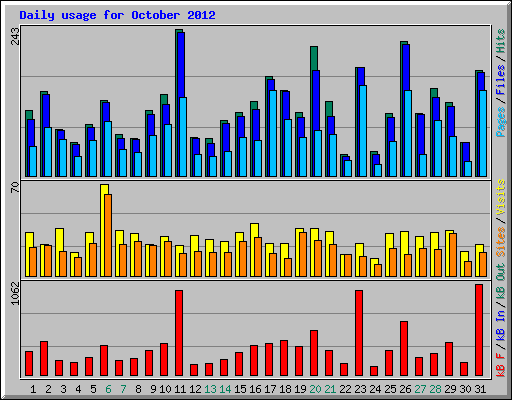 Daily usage for October 2012
243
Pages / Files / Hits
70
Sites / Visits
1062
kB F / kB In / kB Out
1 2 3 4 5 6 7 8 9 10 11 12 13 14 15 16 17 18 19 20 21 22 23 24 25 26 27 28 29 30 31